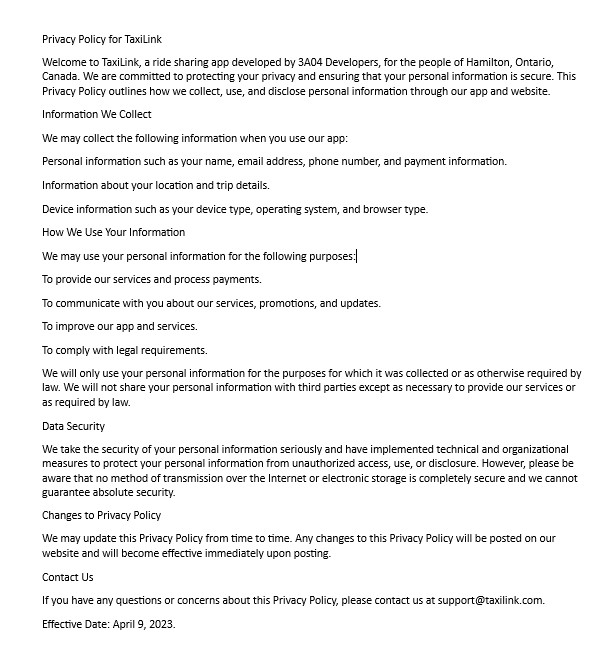 Privacy Policy for TaxiLink
Welcome to TaxiLink, a ride sharing app developed by 3A04 Developers, for the people of Hamilton, Ontario,
Canada. We are committed to protecting your privacy and ensuring that your personal information is secure. This
Privacy Policy outlines how we collect, use, and disclose personal information through our app and website.
Information We Collect
We may collect the following information when you use our app:
Personal information such as your name, email address, phone number, and payment information.
Information about your location and trip details.
Device information such as your device type, operating system, and browser type.
How We Use Your Information
We may use your personal information for the following purposes:
To provide our services and process payments.
To communicate with you about our services, promotions, and updates.
To improve our app and services.
To comply with legal requirements.
We will only use your personal information for the purposes for which it was collected or as otherwise required by
law. We will not share your personal information with third parties except as necessary to provide our services or
as required by law.
Data Security
We take the security of your personal information seriously and have implemented technical and organizational
measures to protect your personal information from unauthorized access, use, or disclosure. However, please be
aware that no method of transmission over the Internet or electronic storage is completely secure and we cannot
guarantee absolute security.
Changes to Privacy Policy
We may update this Privacy Policy from time to time. Any changes to this Privacy Policy will be posted on our
website and will become effective immediately upon posting.
Contact Us
If you have any questions or concerns about this Privacy Policy, please contact us at support@taxilink.com.
Effective Date: April 9, 2023.